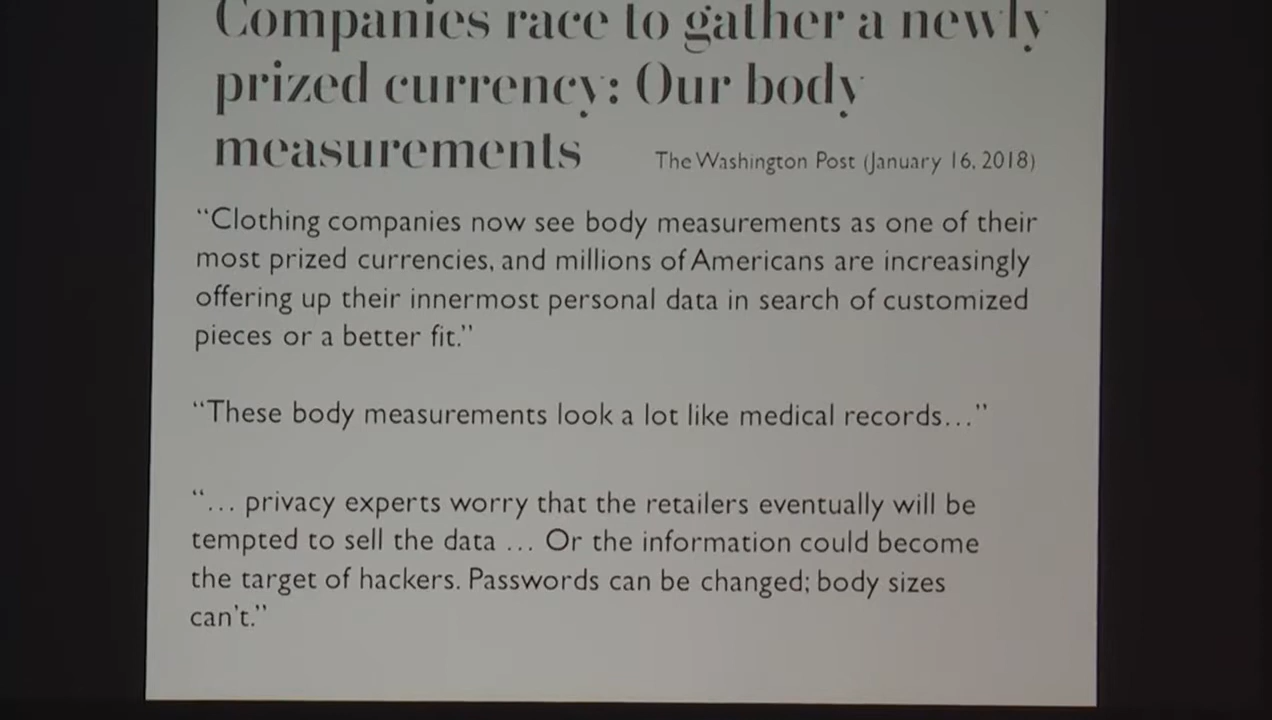 Companies race to gather a newly
prized currency: Our body
measurements The Washington Post (January 16, 2018)
“Clothing companies now see body measurements as one of their
most prized currencies, and millions of Americans are increasingly
offering up their innermost personal data in search of customized
pieces or a better fit.”
“These body measurements look a lot like medical records…”
“… privacy experts worry that the retailers eventually will be
tempted to sell the data … Or the information could become
the target of hackers. Passwords can be changed; body sizes
can’t.”